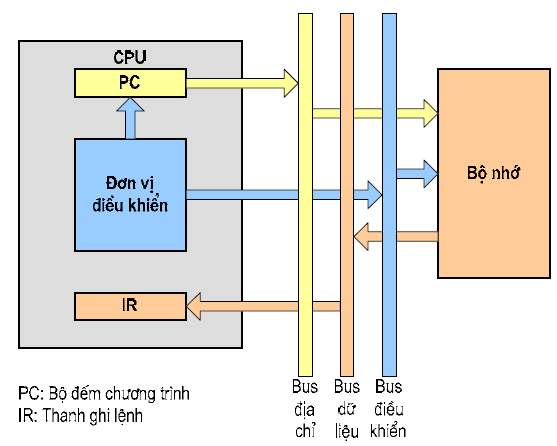 CPU
PC
Đơn vị
điều khiển
Bộ nhớ
IR
PC: Bộ đếm chương trình
IR: Thanh ghi lệnh
Bus
địa
chỉ
Bus
dữ
liệu
Bus
điều
khiển